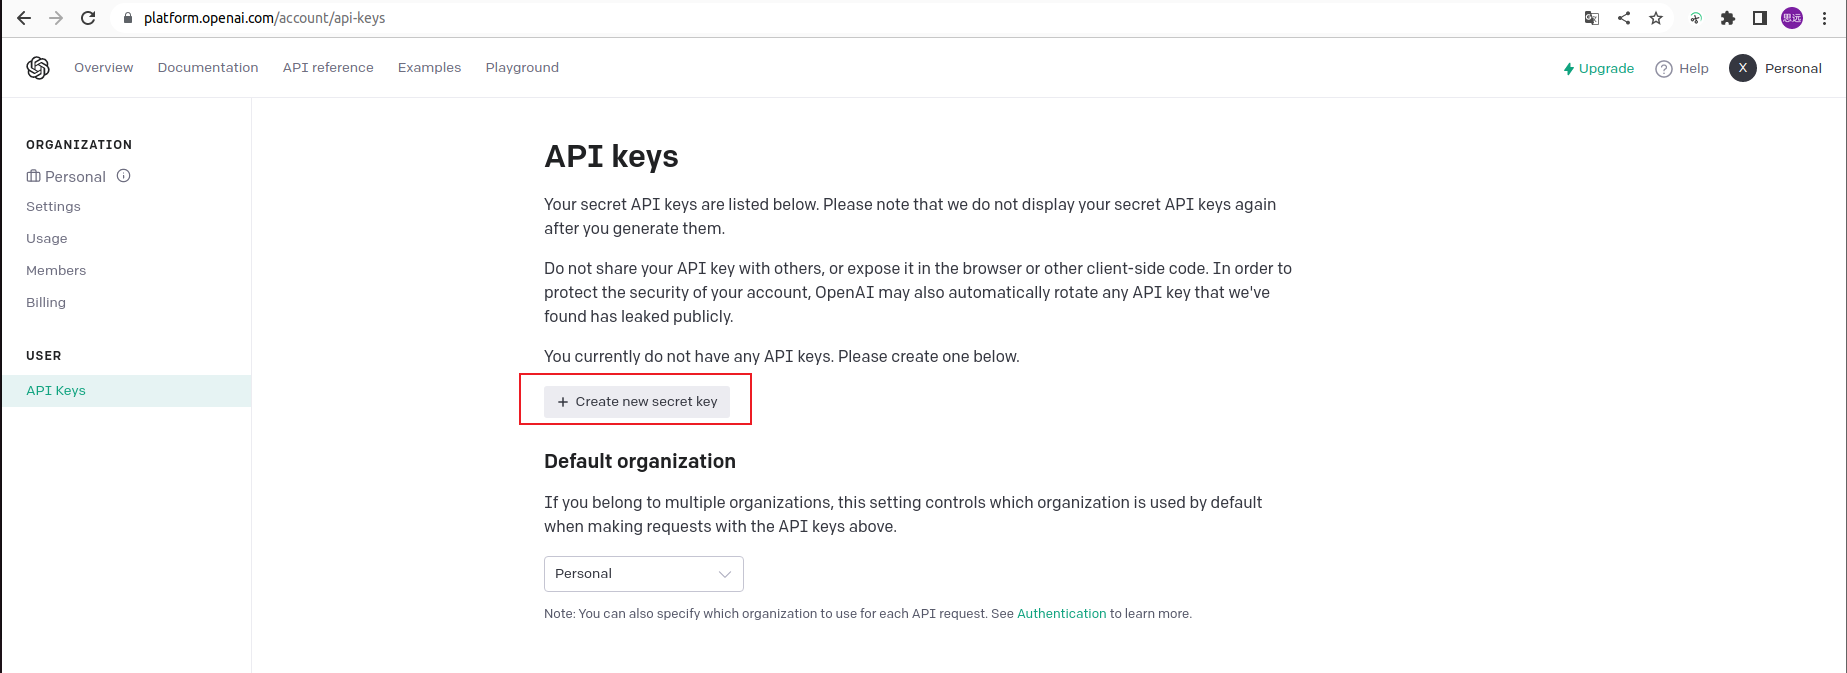 platform.openai.com/account/api-keys
思远
Overview Documentation API reference Examples Playground
Upgrade Help X Personal
ORGANIZATION
Personal
Settings
Usage
Members
Billing
USER
API Keys
API keys
Your secret API keys are listed below. Please note that we do not display your secret API keys again
after you generate them.
Do not share your API key with others, or expose it in the browser or other client-side code. In order to
protect the security of your account, OpenAI may also automatically rotate any API key that we've
found has leaked publicly.
You currently do not have any API keys. Please create one below.
+ Create new secret key
Default organization
If you belong to multiple organizations, this setting controls which organization is used by default
when making requests with the API keys above.
Personal
Note: You can also specify which organization to use for each API request. See Authentication to learn more.